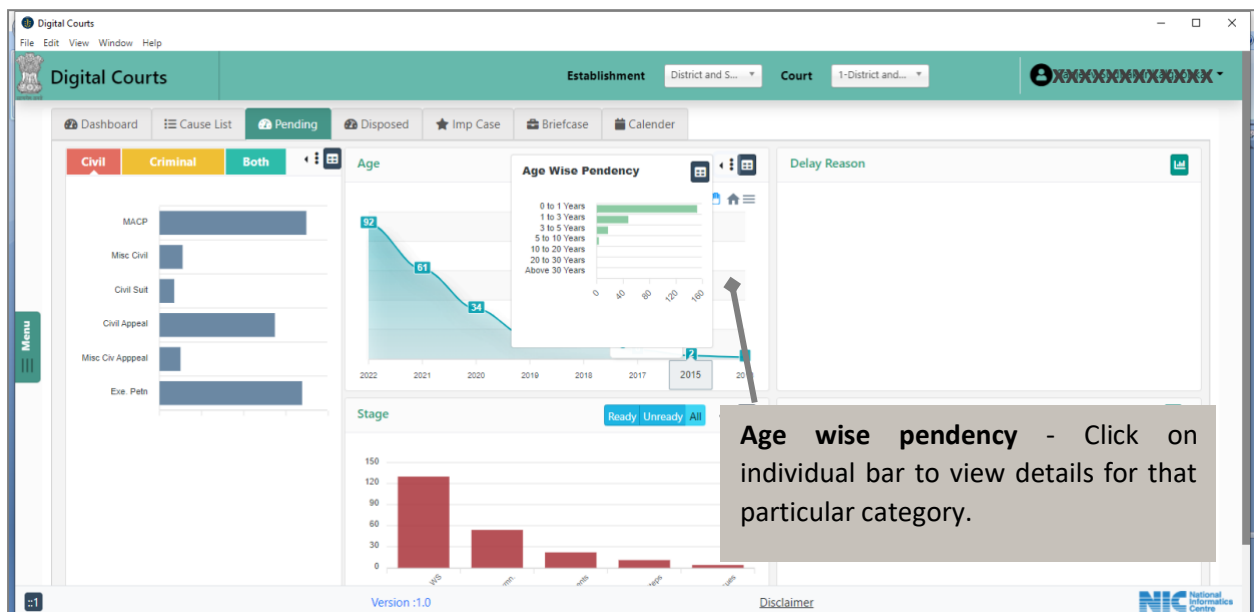 Digital Courts
File Edit View Window Help
Digital Courts
Establishment District and S... Court 1-District and...
Dashboard Cause List Pending Disposed Imp Case Briefcase Calender
Civil Criminal Both
MACP
Misc Civil
Civil Suit
Civil Appeal
Misc Civ Apppeal
Exe. Petn
Menu
Age
92
61
34
2
2022 2021 2020 2019 2018 2017 2015
Age Wise Pendency
0 to 1 Years
1 to 3 Years
3 to 5 Years
5 to 10 Years
10 to 20 Years
20 to 30 Years
Above 30 Years
0 40 80 120 160
Delay Reason
Stage
Ready Unready All
150
120
90
60
30
0
WS
Age wise pendency - Click on
individual bar to view details for that
particular category.
::1
Version :1.0
Disclaimer
NIC National
Informatics
Centre